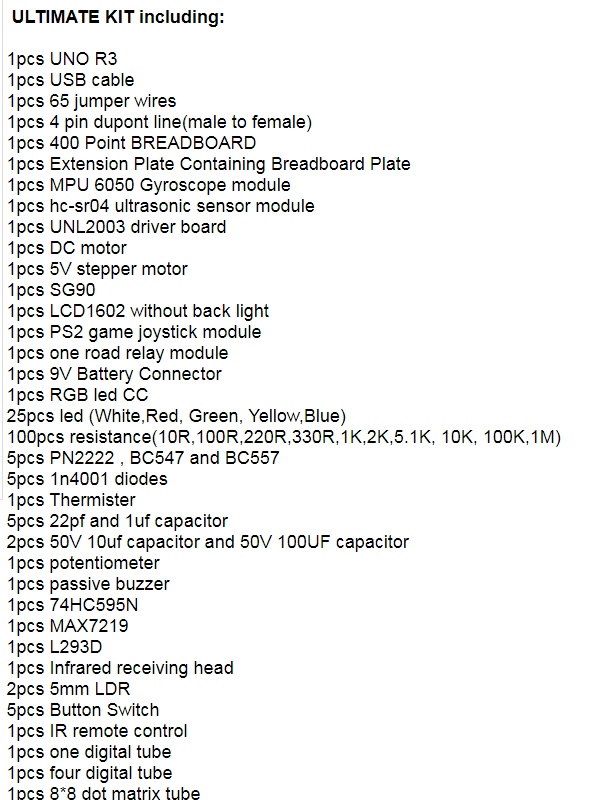 ULTIMATE KIT including:
1pcs UNO R3
1pcs USB cable
1pcs 65 jumper wires
1pcs 4 pin dupont line(male to female)
1pcs 400 Point BREADBOARD
1pcs Extension Plate Containing Breadboard Plate
1pcs MPU 6050 Gyroscope module
1pcs hc-sr04 ultrasonic sensor module
1pcs UNL2003 driver board
1pcs DC motor
1pcs 5V stepper motor
1pcs SG90
1pcs LCD1602 without back light
1pcs PS2 game joystick module
1pcs one road relay module
1pcs 9V Battery Connector
1pcs RGB led CC
25pcs led (White,Red, Green, Yellow,Blue)
100pcs resistance(10R,100R,220R,330R,1K,2K,5.1K, 10K, 100K,1M)
5pcs PN2222 , BC547 and BC557
5pcs 1n4001 diodes
1pcs Thermister
5pcs 22pf and 1uf capacitor
2pcs 50V 10uf capacitor and 50V 100UF capacitor
1pcs potentiometer
1pcs passive buzzer
1pcs 74HC595N
1pcs MAX7219
1pcs L293D
1pcs Infrared receiving head
2pcs 5mm LDR
5pcs Button Switch
1pcs IR remote control
1pcs one digital tube
1pcs four digital tube
1pcs 8*8 dot matrix tube